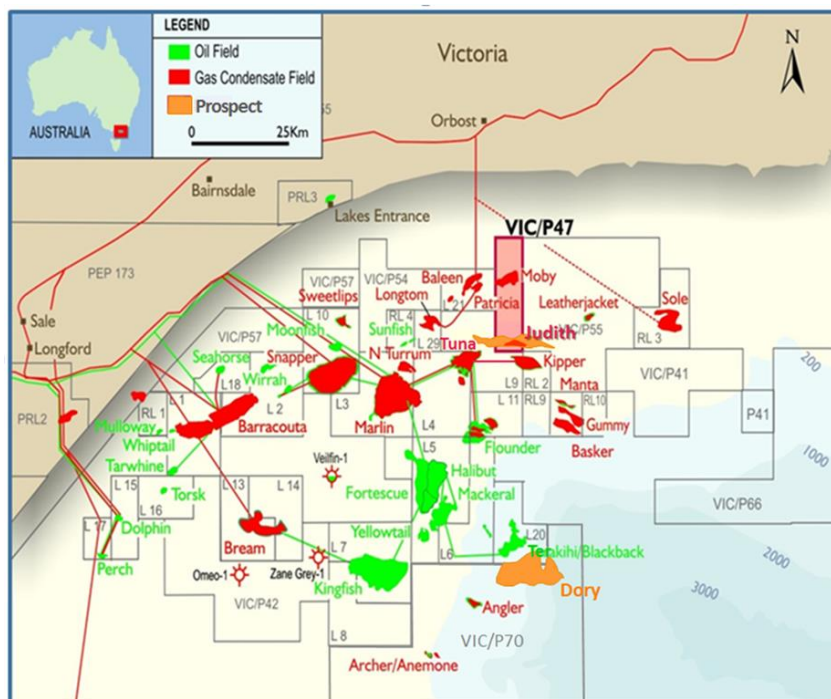 LEGEND
Oil Field
Gas Condensate Field
Prospect
0 25Km
AUSTRALIA
Victoria
N
Orbost
Bairnsdale
PRL3
Lakes Entrance
VIC/P47
PEP 173
VIC/P57
VIC/P54
Baleen
Moby
Sweetlips
Longtom
L 21
Patricia
Leatherjacket
Sole
Sale
L 10
RL 4
Judith
VIC/P55
Longford
VIC/P57
Moonfish
Sunfish
L 29
Tuna
RL 3
Seahorse
Snapper
N Turrum
Kipper
200
PRL2
L18
Wirrah
L9
RL 2
Manta
VIC/P41
RL 1
L 1
L 2
L3
L4
L 11
RL9
RL10
P41
Mulloway
Barracouta
Marlin
Gummy
Whiptail
L5
Flounder
Basker
1000
Tarwhine
Veilfin-1
Halibut
L 15
Torsk
L 13
L 14
Fortescue
Mackeral
VIC/P66
L 16
L 17
Dolphin
Yellowtail
L20
Bream
L 7
L6
Terakihi/Blackback
2000
Perch
Omeo-1
Zane Grey-1
Kingfish
Dory
3000
VIC/P42
Angler
L 8
VIC/P70
Archer/Anemone